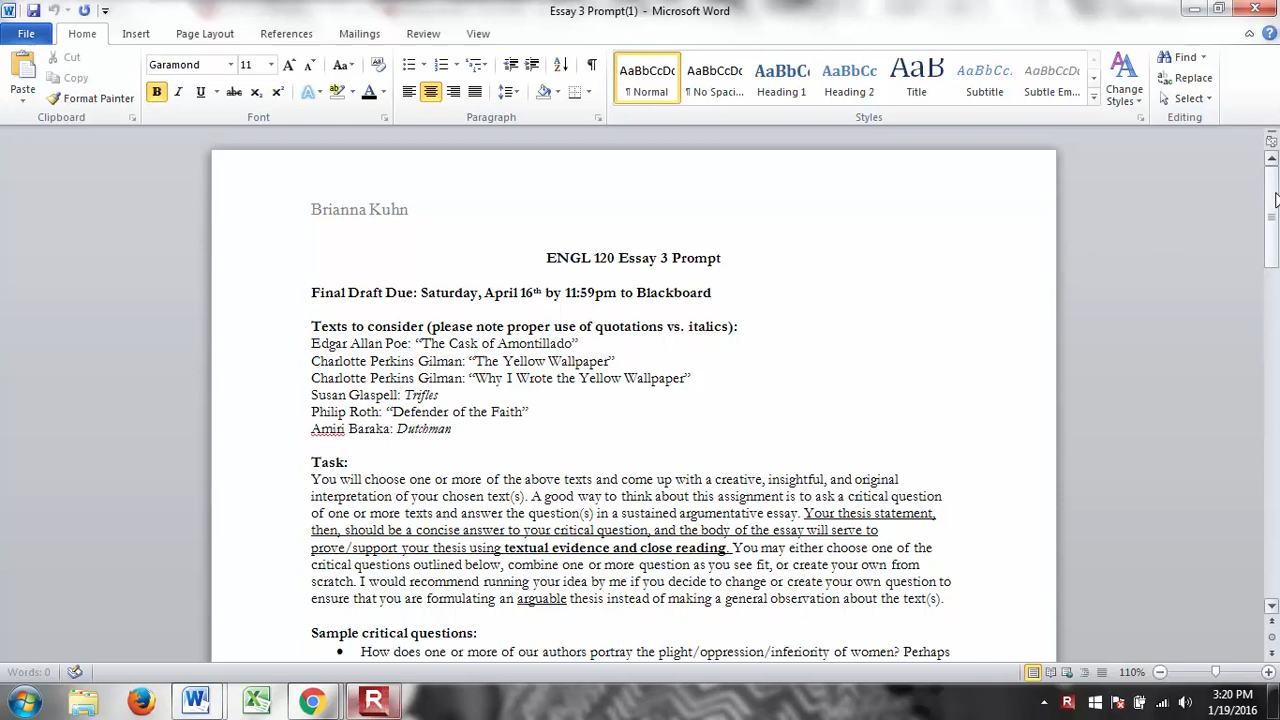 Essay 3 Prompt(1) – Microsoft Word
File Home Insert Page Layout References Mailings Review View
Paste
Cut
Copy
Format Painter
Clipboard
Garamond 11
Font
Paragraph
AaBbCcDc AaBbCcDc AaBbCc AaBbCc AaB AaBbCcD AaBbCcDc
¶ Normal ¶ No Spaci... Heading 1 Heading 2 Title Subtitle Subtle Em...
Change
Styles
Styles
Find
Replace
Select
Editing
Brianna Kuhn
ENGL 120 Essay 3 Prompt
Final Draft Due: Saturday, April 16th by 11:59pm to Blackboard
Texts to consider (please note proper use of quotations vs. italics):
Edgar Allan Poe: “The Cask of Amontillado”
Charlotte Perkins Gilman: “The Yellow Wallpaper”
Charlotte Perkins Gilman: “Why I Wrote the Yellow Wallpaper”
Susan Glaspell: Trifles
Philip Roth: “Defender of the Faith”
Amiri Baraka: Dutchman
Task:
You will choose one or more of the above texts and come up with a creative, insightful, and original
interpretation of your chosen text(s). A good way to think about this assignment is to ask a critical question
of one or more texts and answer the question(s) in a sustained argumentative essay. Your thesis statement,
then, should be a concise answer to your critical question, and the body of the essay will serve to
prove/support your thesis using textual evidence and close reading. You may either choose one of the
critical questions outlined below, combine one or more question as you see fit, or create your own from
scratch. I would recommend running your idea by me if you decide to change or create your own question to
ensure that you are formulating an arguable thesis instead of making a general observation about the text(s).
Sample critical questions:
• How does one or more of our authors portray the plight/oppression/inferiority of women? Perhaps
Words: 0
110%
3:20 PM
1/19/2016